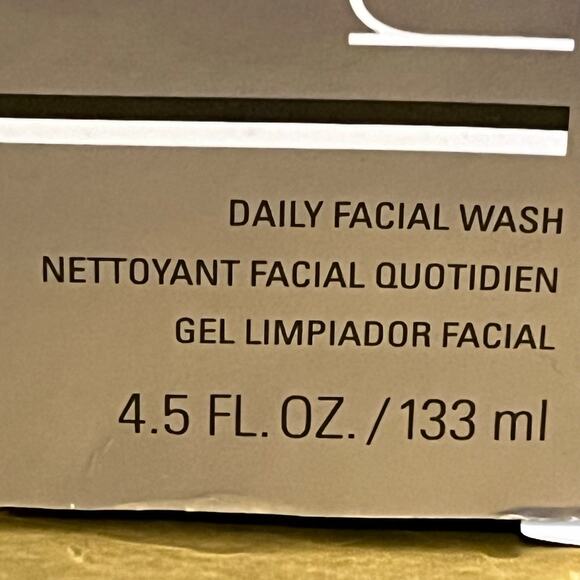 DAILY FACIAL WASH
NETTOYANT FACIAL QUOTIDIEN
GEL LIMPIADOR FACIAL
4.5 FL. OZ. / 133 ml